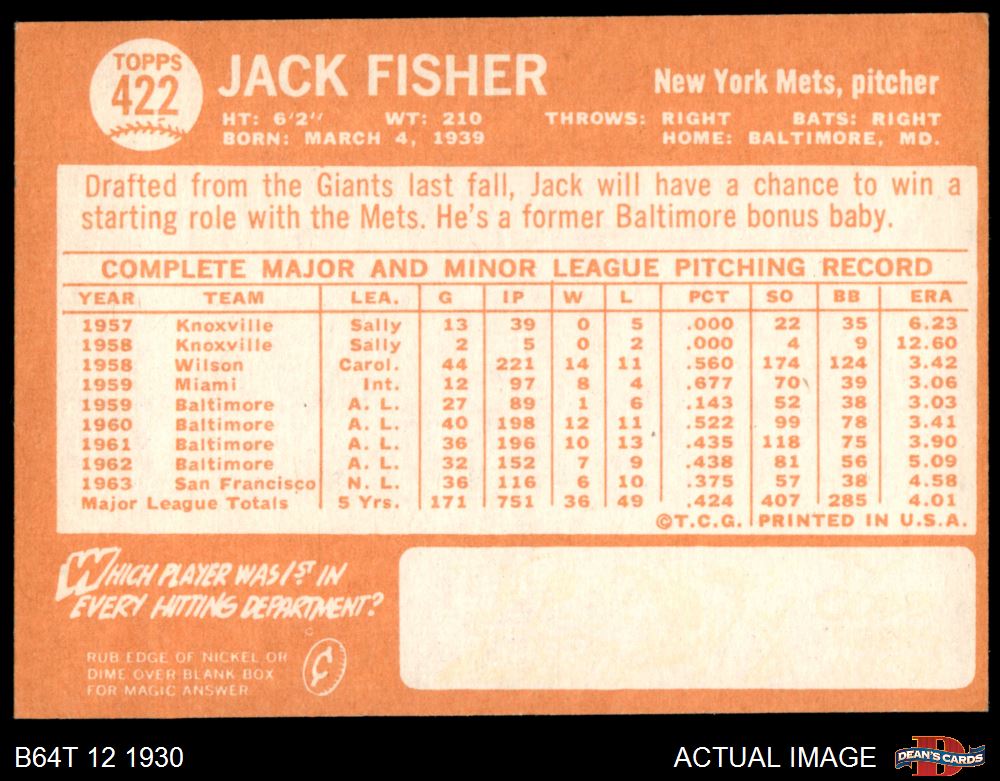 TOPPS
422
JACK FISHER
New York Mets, pitcher
HT: 6'2'' WT: 210 THROWS: RIGHT BATS: RIGHT
BORN: MARCH 4, 1939 HOME: BALTIMORE, MD.
Drafted from the Giants last fall, Jack will have a chance to win a
starting role with the Mets. He's a former Baltimore bonus baby.
COMPLETE MAJOR AND MINOR LEAGUE PITCHING RECORD
YEAR TEAM LEA. G IP W L PCT SO BB ERA
1957 Knoxville Sally 13 39 0 5 .000 22 35 6.23
1958 Knoxville Sally 2 5 0 2 .000 4 9 12.60
1958 Wilson Carol. 44 221 14 11 .560 174 124 3.42
1959 Miami Int. 12 97 8 4 .677 70 39 3.06
1959 Baltimore A. L. 27 89 1 6 .143 52 38 3.03
1960 Baltimore A. L. 40 198 12 11 .522 99 78 3.41
1961 Baltimore A. L. 36 196 10 13 .435 118 75 3.90
1962 Baltimore A. L. 32 152 7 9 .438 81 56 5.09
1963 San Francisco N. L. 36 116 6 10 .375 57 38 4.58
Major League Totals 5 Yrs. 171 751 36 49 .424 407 285 4.01
©T.C.G. PRINTED IN U.S.A.
WHICH PLAYER WAS 1ST IN
EVERY HITTING DEPARTMENT?
RUB EDGE OF NICKEL OR
DIME OVER BLANK BOX
FOR MAGIC ANSWER
¢
B64T 12 1930
ACTUAL IMAGE
D
DEAN'S CARDS